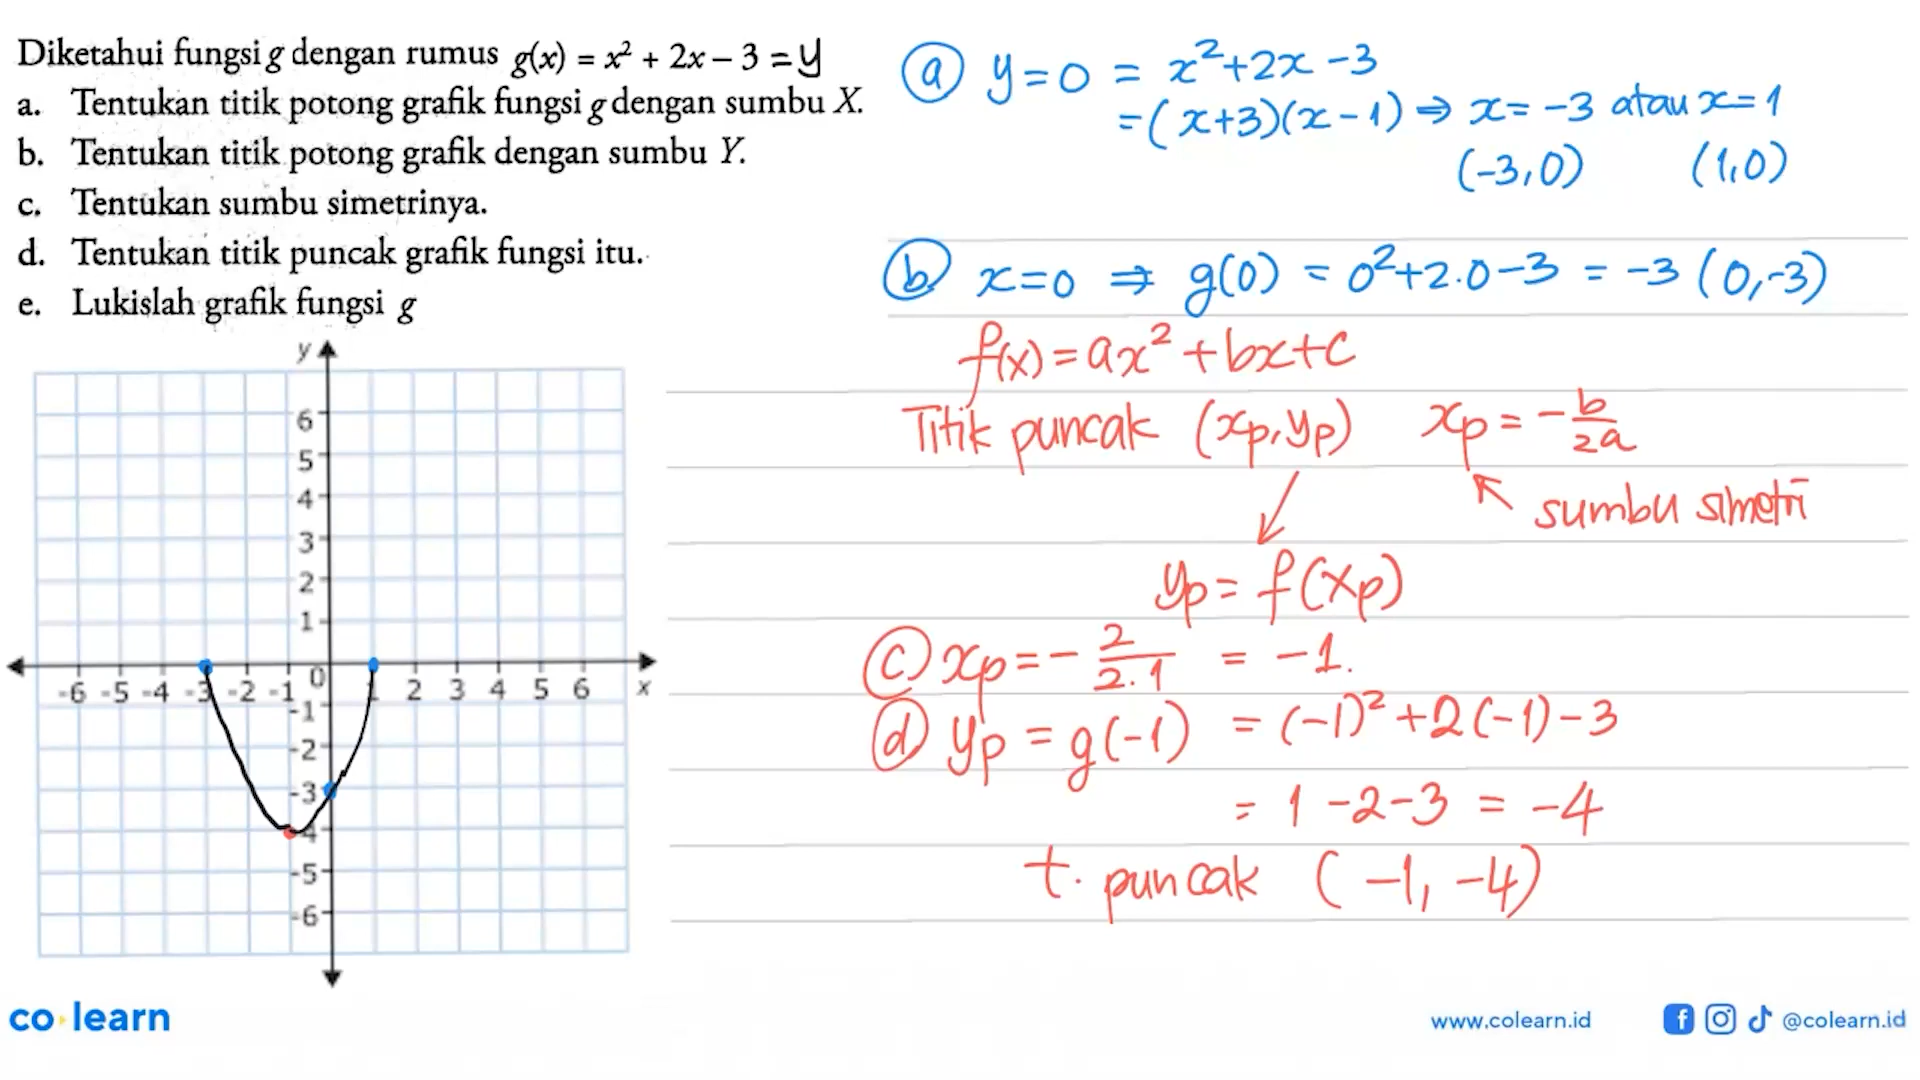 Diketahui fungsi g dengan rumus g(x) = x² + 2x – 3 = y
a. Tentukan titik potong grafik fungsi g dengan sumbu X.
b. Tentukan titik potong grafik dengan sumbu Y.
c. Tentukan sumbu simetrinya.
d. Tentukan titik puncak grafik fungsi itu.
e. Lukislah grafik fungsi g
y
6
5
4
3
2
1
-6 -5 -4 -3 -2 -1 0 1 2 3 4 5 6 x
-1
-2
-3
-4
-5
-6
a y = 0 = x² + 2x - 3
= (x+3)(x-1) ⇒ x = -3 atau x = 1
(-3,0) (1,0)
b x = 0 ⇒ g(0) = 0² + 2.0 - 3 = -3 (0,-3)
f(x) = ax² + bx + c
Titik puncak (xp, yp) xp = -b/2a
sumbu simetri
yp = f(xp)
c xp = - 2/2.1 = -1.
d yp = g(-1) = (-1)² + 2(-1) - 3
= 1 - 2 - 3 = -4
t. puncak (-1, -4)
co learn
www.colearn.id @colearn.id